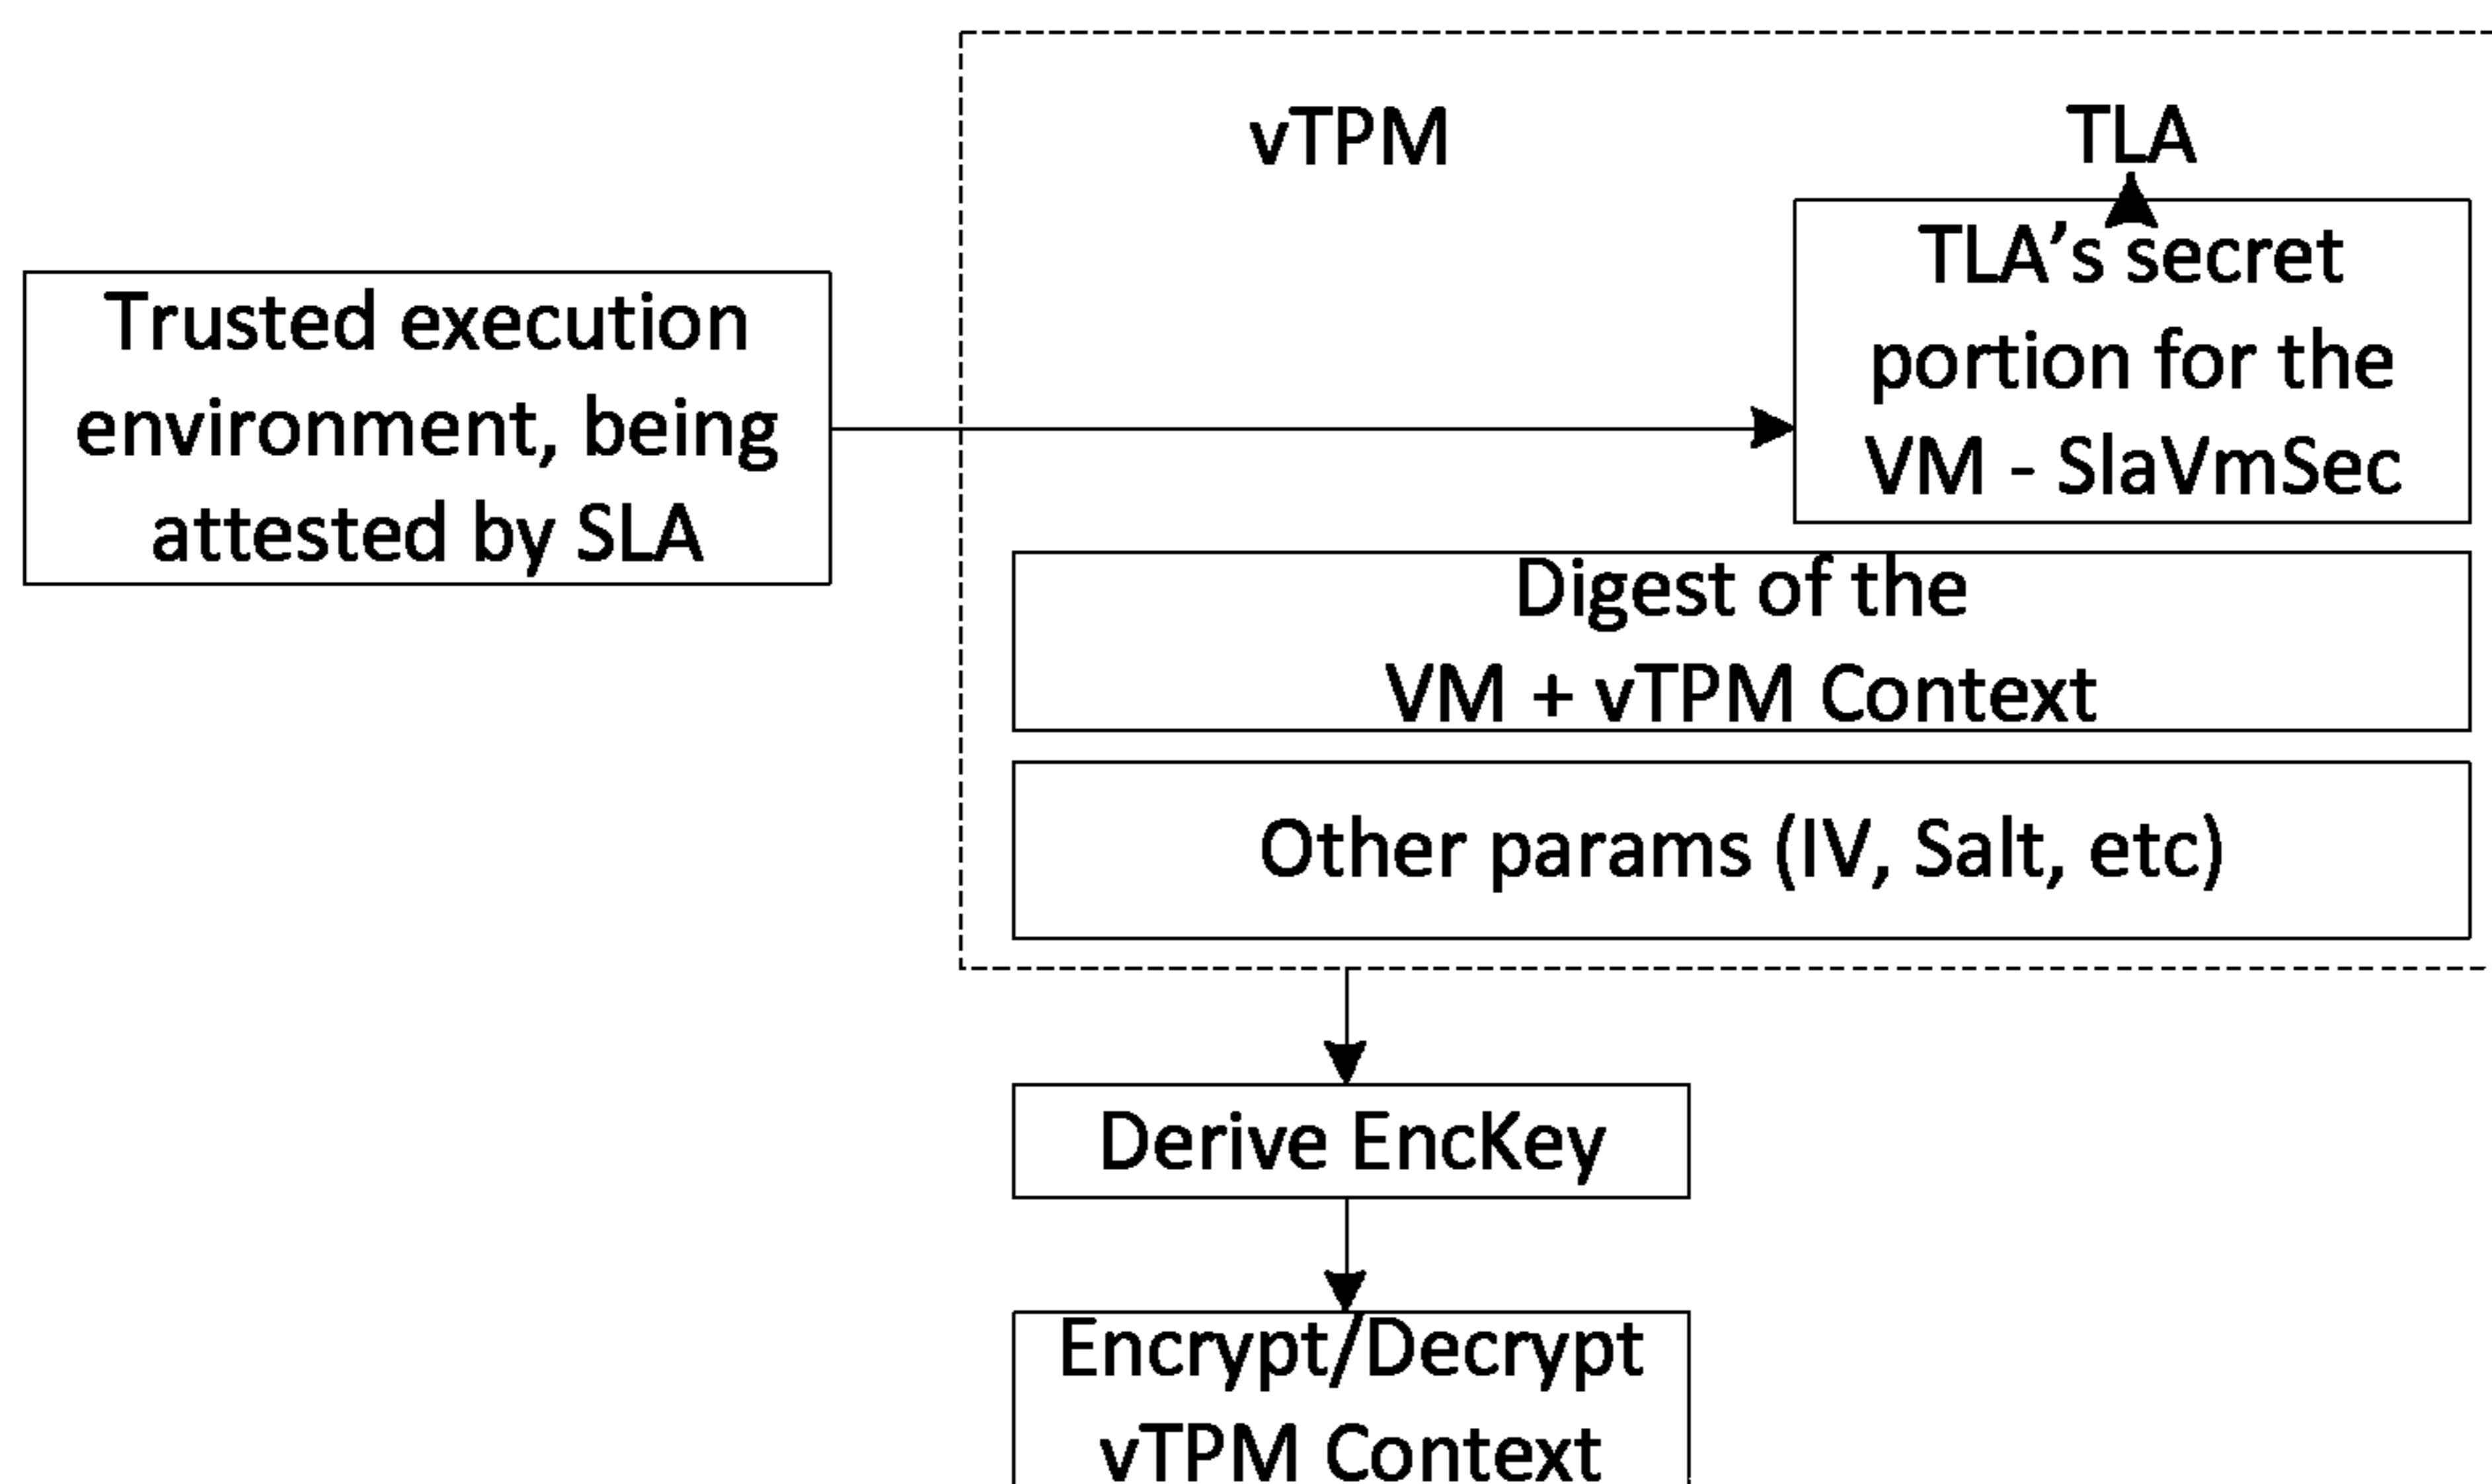 vTPM
TLA
Trusted execution
environment, being
attested by SLA
TLA's secret
portion for the
VM - SlaVmSec
Digest of the
VM + vTPM Context
Other params (IV, Salt, etc)
Derive EncKey
Encrypt/Decrypt
vTPM Context